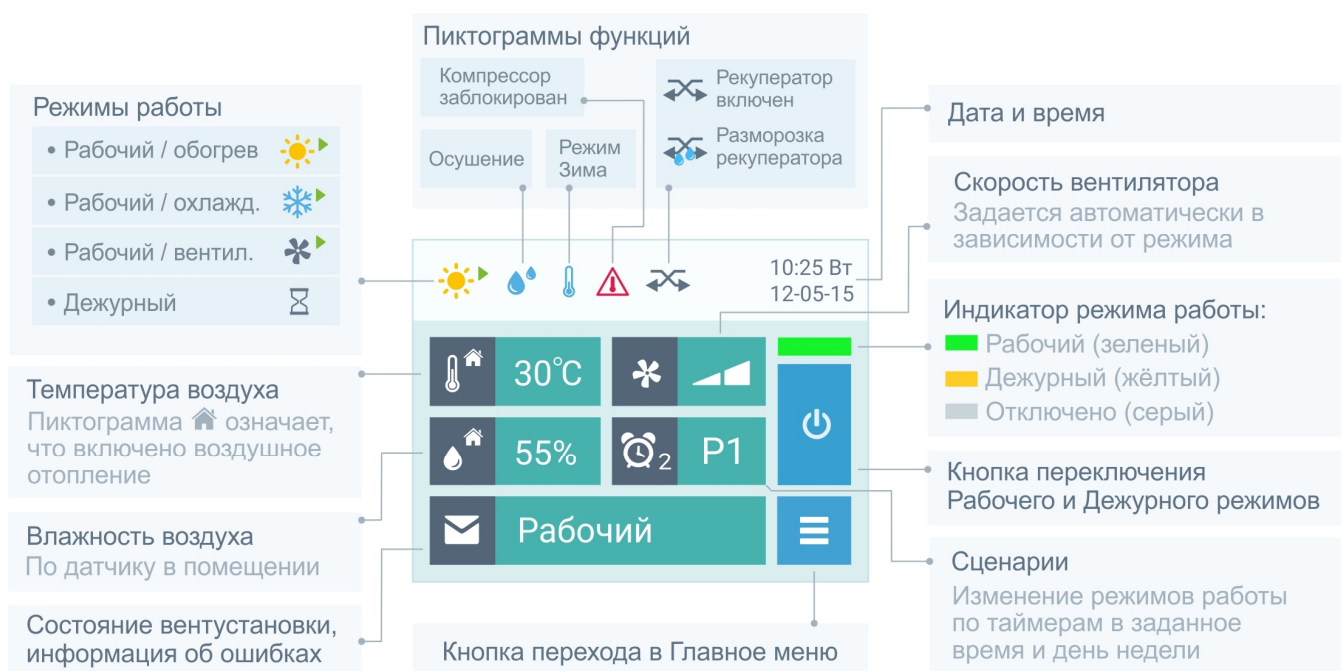 Пиктограммы функций
Компрессор
заблокирован
Рекуператор
включен
Разморозка
рекуператора
Осушение
Режим
Зима
Режимы работы
• Рабочий / обогрев
• Рабочий / охлажд.
• Рабочий / вентил.
• Дежурный
Температура воздуха
Пиктограмма означает,
что включено воздушное
отопление
Влажность воздуха
По датчику в помещении
Состояние вентустановки,
информация об ошибках
10:25 Вт
12-05-15
30°C
55%
2
P1
Рабочий
Кнопка перехода в Главное меню
Дата и время
Скорость вентилятора
Задается автоматически в
зависимости от режима
Индикатор режима работы:
Рабочий (зеленый)
Дежурный (жёлтый)
Отключено (серый)
Кнопка переключения
Рабочего и Дежурного режимов
Сценарии
Изменение режимов работы
по таймерам в заданное
время и день недели